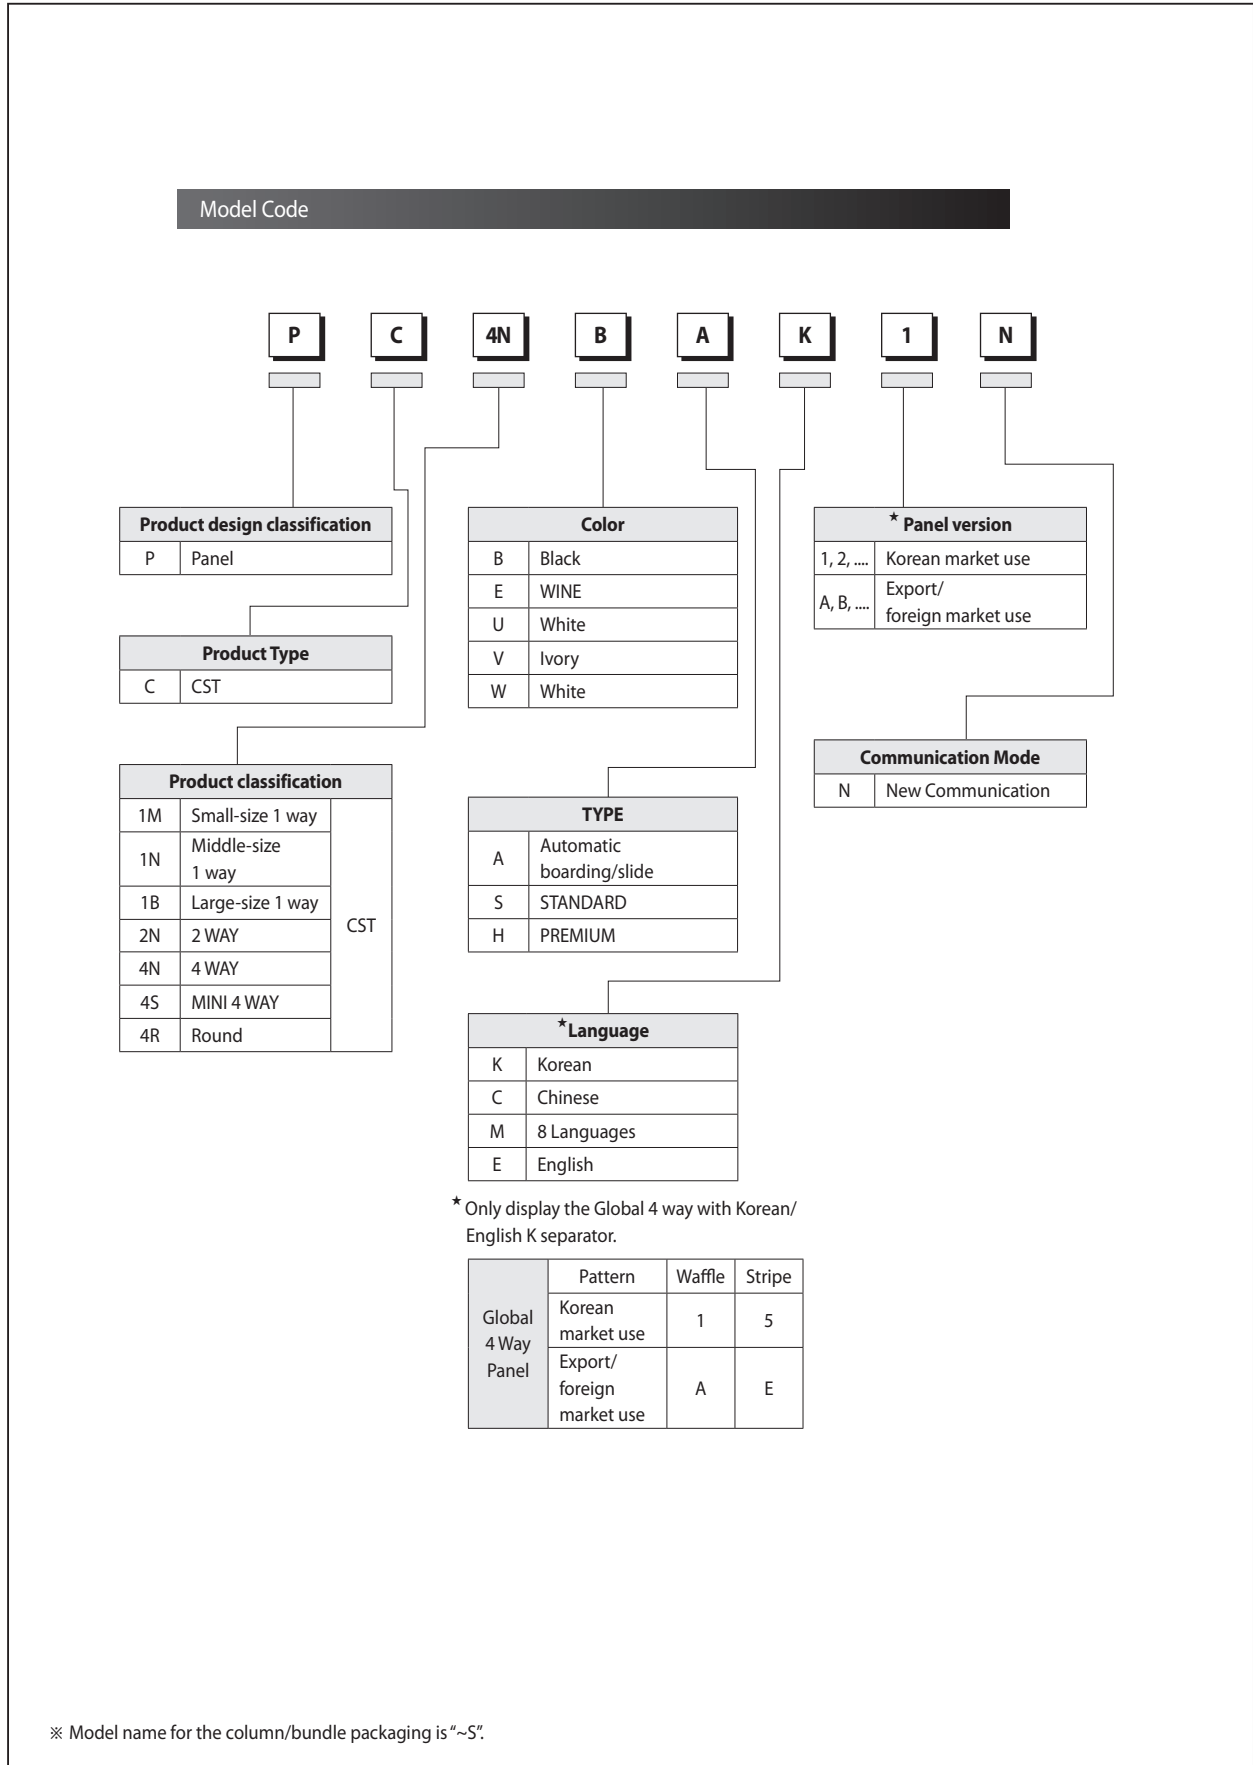 Model Code
P C 4N B A K 1 N
Product design classification
P Panel
Product Type
C CST
Product classification
1M Small-size 1 way
1N Middle-size
1 way
1B Large-size 1 way
2N 2 WAY
4N 4 WAY
4S MINI 4 WAY
4R Round
CST
Color
B Black
E WINE
U White
V Ivory
W White
TYPE
A Automatic
boarding/slide
S STANDARD
H PREMIUM
★Language
K Korean
C Chinese
M 8 Languages
E English
★ Only display the Global 4 way with Korean/
English K separator.
Global
4 Way
Panel
Pattern Waffle Stripe
Korean
market use 1 5
Export/
foreign
market use A E
★ Panel version
1, 2, .... Korean market use
A, B, .... Export/
foreign market use
Communication Mode
N New Communication
※ Model name for the column/bundle packaging is “~S”.